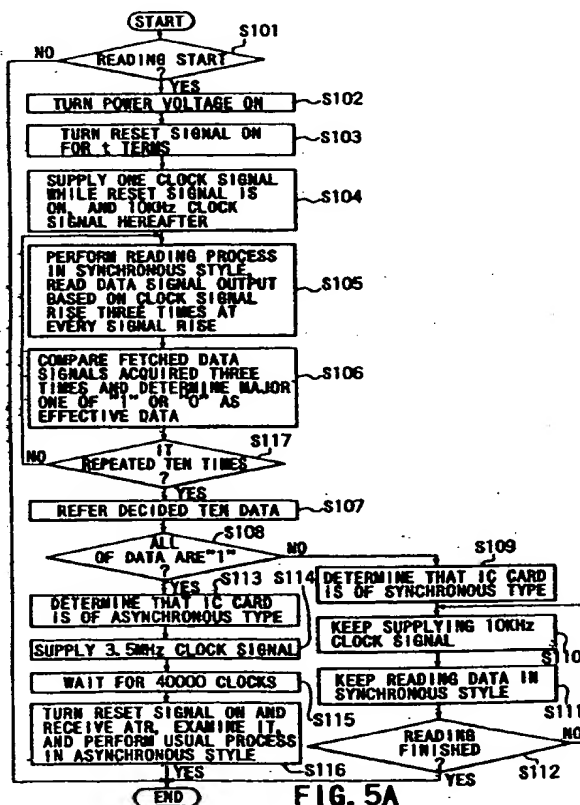 START
S101
NO
READING START
?
YES
TURN POWER VOLTAGE ON
S102
TURN RESET SIGNAL ON
FOR t TERMS
S103
SUPPLY ONE CLOCK SIGNAL
WHILE RESET SIGNAL IS
ON, AND 10KHz CLOCK
SIGNAL HEREAFTER
S104
PERFORM READING PROCESS
IN SYNCHRONOUS STYLE,
READ DATA SIGNAL OUTPUT
BASED ON CLOCK SIGNAL
RISE THREE TIMES AT
EVERY SIGNAL RISE
S105
COMPARE FETCHED DATA
SIGNALS ACQUIRED THREE
TIMES AND DETERMINE MAJOR
ONE OF "1" OR "0" AS
EFFECTIVE DATA
S106
S117
NO
IT
REPEATED TEN TIMES
?
YES
REFER DECIDED TEN DATA
S107
S108
ALL
OF DATA ARE "1"
?
NO
YES
S113
S114
S109
DETERMINE THAT IC CARD
IS OF ASYNCHRONOUS TYPE
DETERMINE THAT IC CARD
IS OF SYNCHRONOUS TYPE
SUPPLY 3.5MHz CLOCK SIGNAL
KEEP SUPPLYING 10KHz
CLOCK SIGNAL
S110
WAIT FOR 40000 CLOCKS
S115
KEEP READING DATA IN
SYNCHRONOUS STYLE
S111
TURN RESET SIGNAL ON AND
RECEIVE ATR, EXAMINE IT,
AND PERFORM USUAL PROCESS
IN ASYNCHRONOUS STYLE
S116
READING
FINISHED
?
NO
S112
YES
YES
END
FIG. 5A